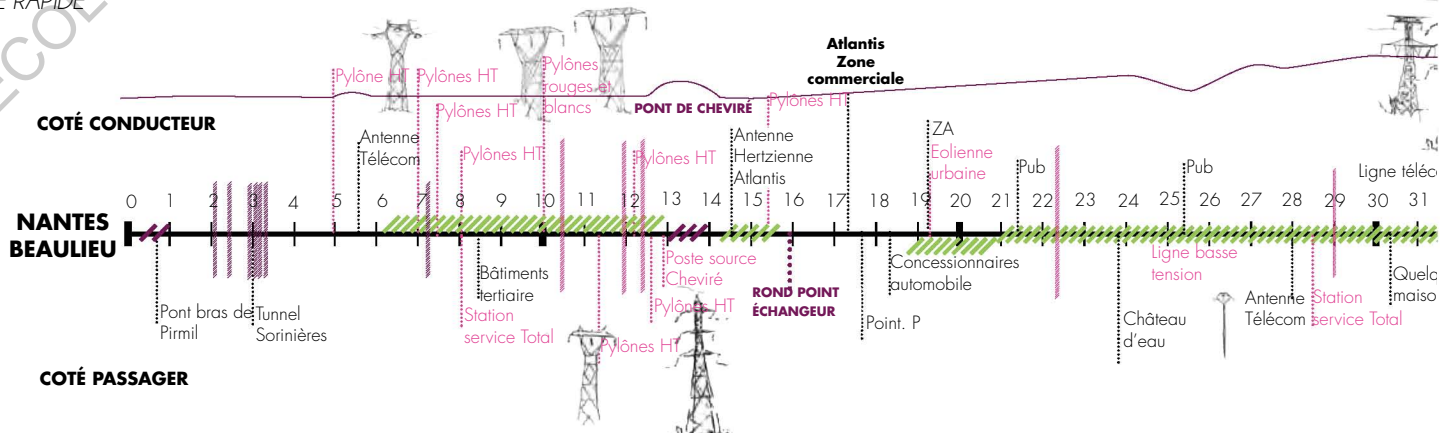 E RAPIDE
ECOL
Atlantis
Zone
commerciale
Pylône HT
Pylônes HT
Pylônes
rouges et
blancs
Pylônes HT
PONT DE CHEVIRÉ
Pylônes HT
COTÉ CONDUCTEUR
Antenne
Télécom
Pylônes HT
Pylônes HT
Antenne
Hertzienne
Atlantis
ZA
Eolienne
urbaine
Pub
Pub
Ligne téléco
NANTES
BEAULIEU
0 1 2 3 4 5 6 7 8 9 10 11 12 13 14 15 16 17 18 19 20 21 22 23 24 25 26 27 28 29 30 31
Pont bras de
Pirmil
Tunnel
Sorinières
Bâtiments
tertiaire
Station
service Total
Poste source
Cheviré
Pylônes HT
Pylônes HT
ROND POINT
ÉCHANGEUR
Concessionnaires
automobile
Point. P
Château
d'eau
Ligne basse
tension
Antenne
Télécom
Station
service Total
Quelq
maiso
COTÉ PASSAGER